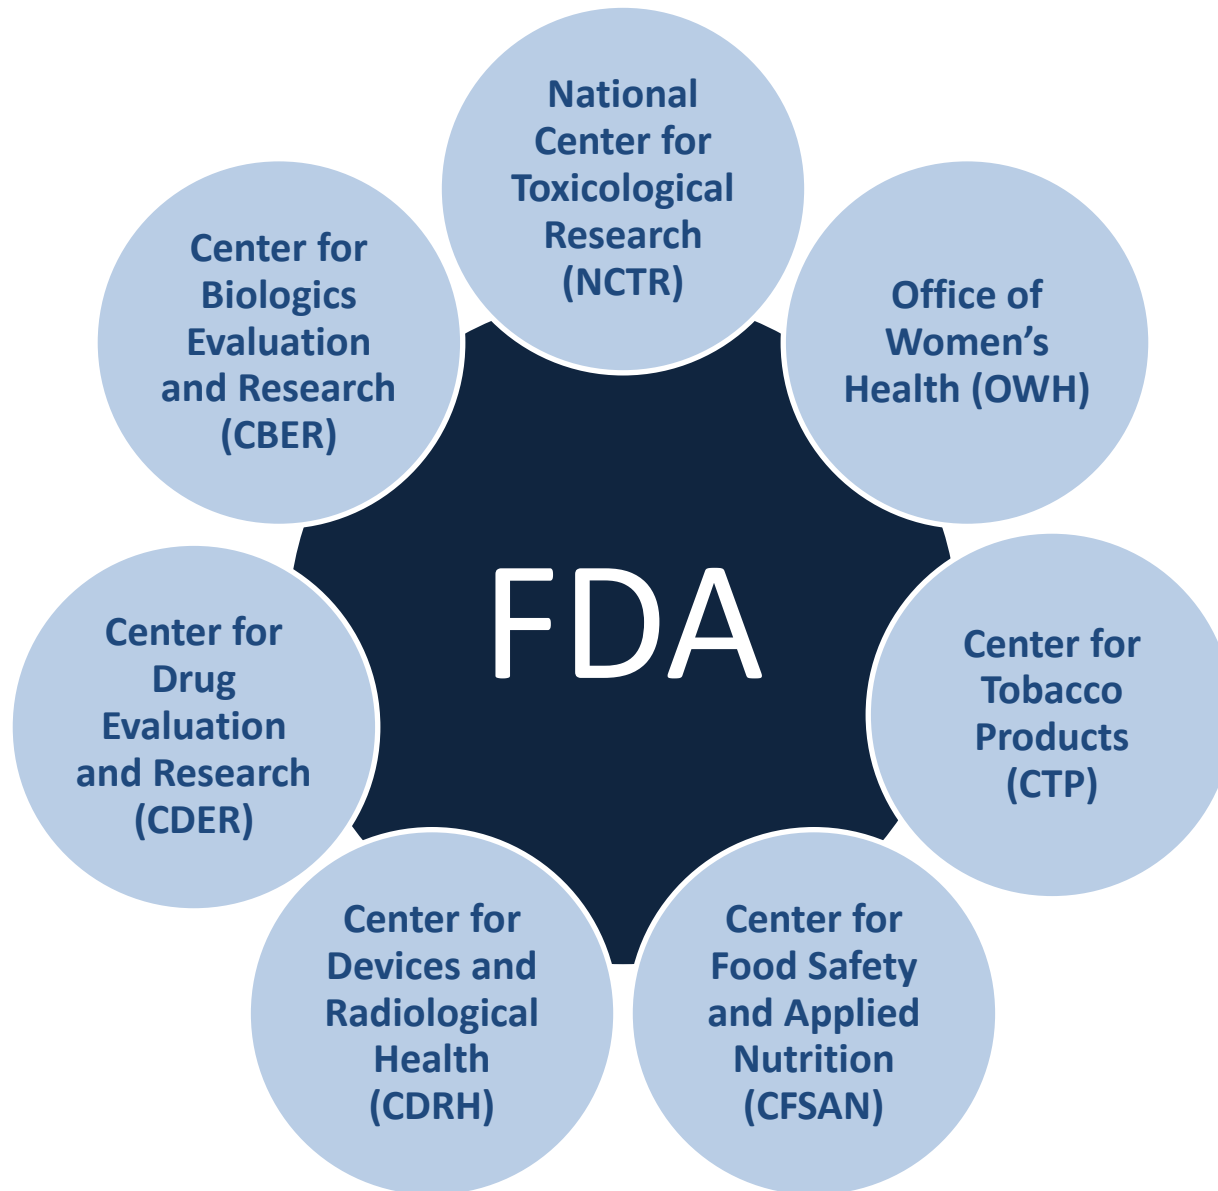 National
Center for
Toxicological
Research
(NCTR)
Office of
Women’s
Health (OWH)
Center for
Tobacco
Products
(CTP)
Center for
Food Safety
and Applied
Nutrition
(CFSAN)
Center for
Devices and
Radiological
Health
(CDRH)
Center for
Drug
Evaluation
and Research
(CDER)
Center for
Biologics
Evaluation
and Research
(CBER)
FDA